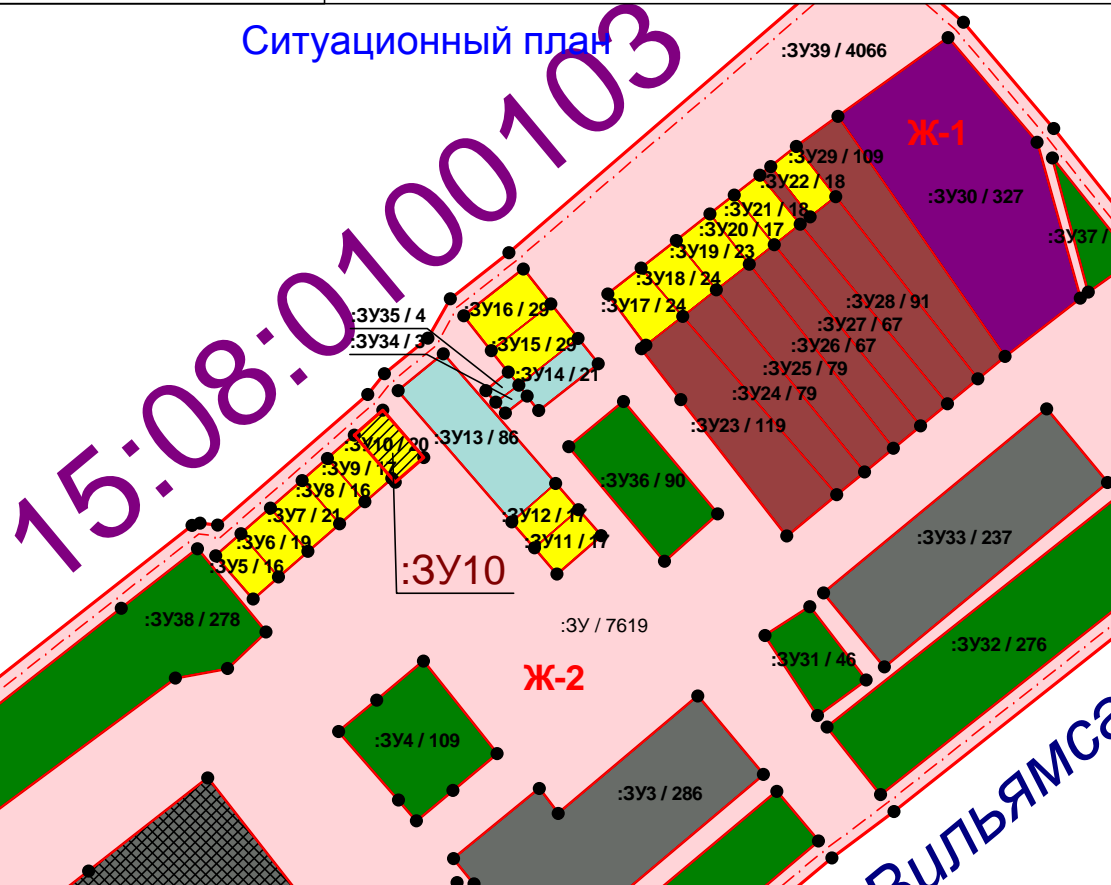 Ситуационный план
15:08:0100103
:ЗУ39 / 4066
Ж-1
:ЗУ29 / 109
:ЗУ22 / 18
:ЗУ30 / 327
:ЗУ21 / 18
:ЗУ20 / 17
:ЗУ37 /
:ЗУ19 / 23
:ЗУ18 / 24
:ЗУ17 / 24
:ЗУ28 / 91
:ЗУ27 / 67
:ЗУ26 / 67
:ЗУ25 / 79
:ЗУ24 / 79
:ЗУ23 / 119
:ЗУ16 / 29
:ЗУ35 / 4
:ЗУ34 / 3
:ЗУ15 / 29
:ЗУ14 / 21
:ЗУ13 / 86
:ЗУ10 / 20
:ЗУ9 / 17
:ЗУ8 / 16
:ЗУ7 / 21
:ЗУ6 / 19
:ЗУ5 / 16
:ЗУ36 / 90
:ЗУ12 / 17
:ЗУ11 / 17
:ЗУ33 / 237
:ЗУ10
:ЗУ38 / 278
:ЗУ / 7619
:ЗУ32 / 276
:ЗУ31 / 46
Ж-2
:ЗУ4 / 109
:ЗУ3 / 286
Вильямса